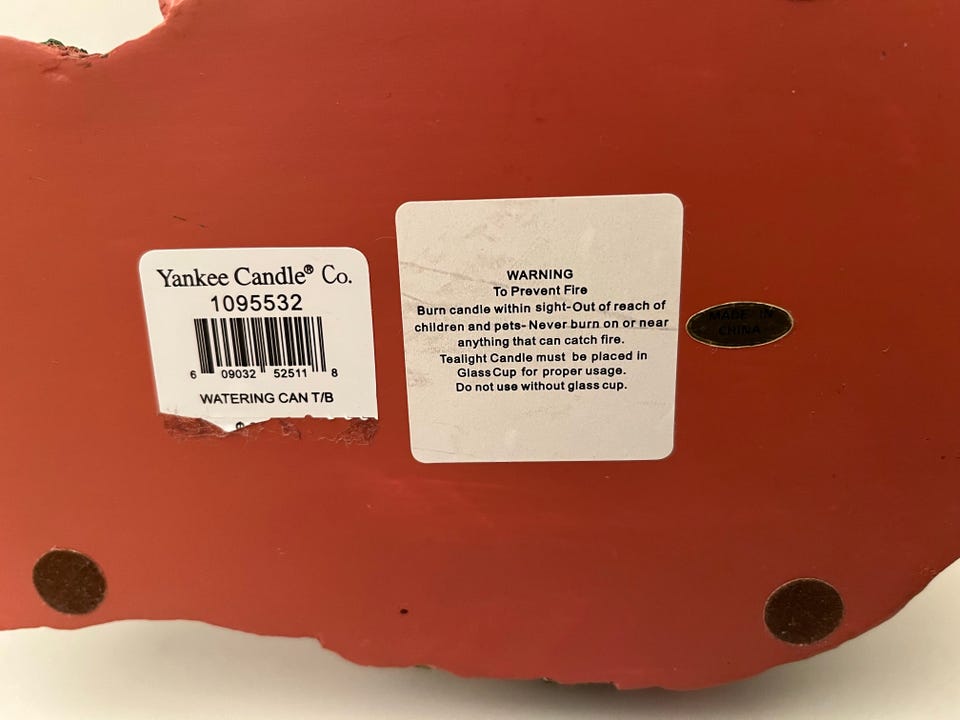 Yankee Candle® Co.
1095532
6 09032 52511 8
WATERING CAN T/B
WARNING
To Prevent Fire
Burn candle within sight-Out of reach of
children and pets- Never burn on or near
anything that can catch fire.
Tealight Candle must be placed in
Glass Cup for proper usage.
Do not use without glass cup.
MADE IN
CHINA